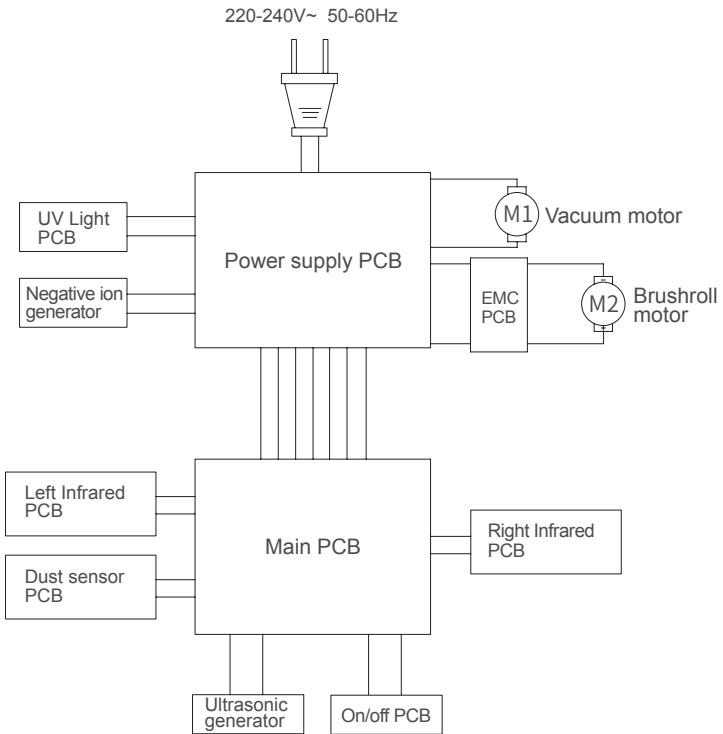 220-240V~ 50-60Hz
UV Light
PCB
Negative ion
generator
Power supply PCB
M1
Vacuum motor
EMC
PCB
M2
Brushroll
motor
Left Infrared
PCB
Dust sensor
PCB
Main PCB
Right Infrared
PCB
Ultrasonic
generator
On/off PCB